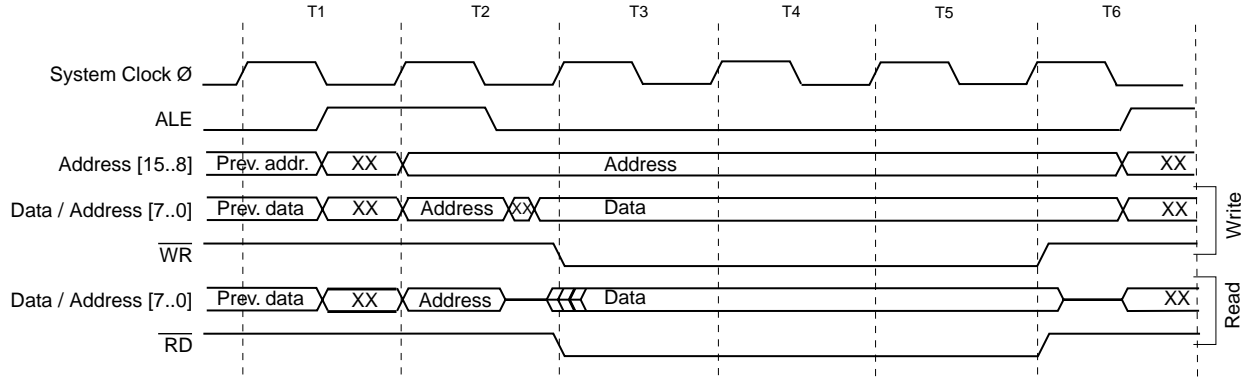 T1 T2 T3 T4 T5 T6
System Clock Ø
ALE
Address [15..8] Prev. addr. XX Address XX
Data / Address [7..0] Prev. data XX Address XX Data XX
WR
Write
Data / Address [7..0] Prev. data XX Address Data XX
RD
Read